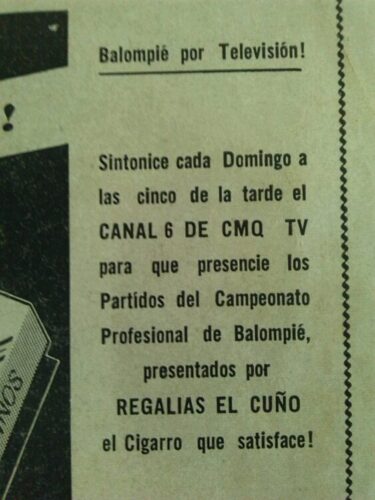 Balompié por Televisión!
!
Sintonice cada Domingo a
las cinco de la tarde el
CANAL 6 DE CMQ TV
para que presencie los
Partidos del Campeonato
Profesional de Balompié,
presentados por
REGALIAS EL CUÑO
el Cigarro que satisface!